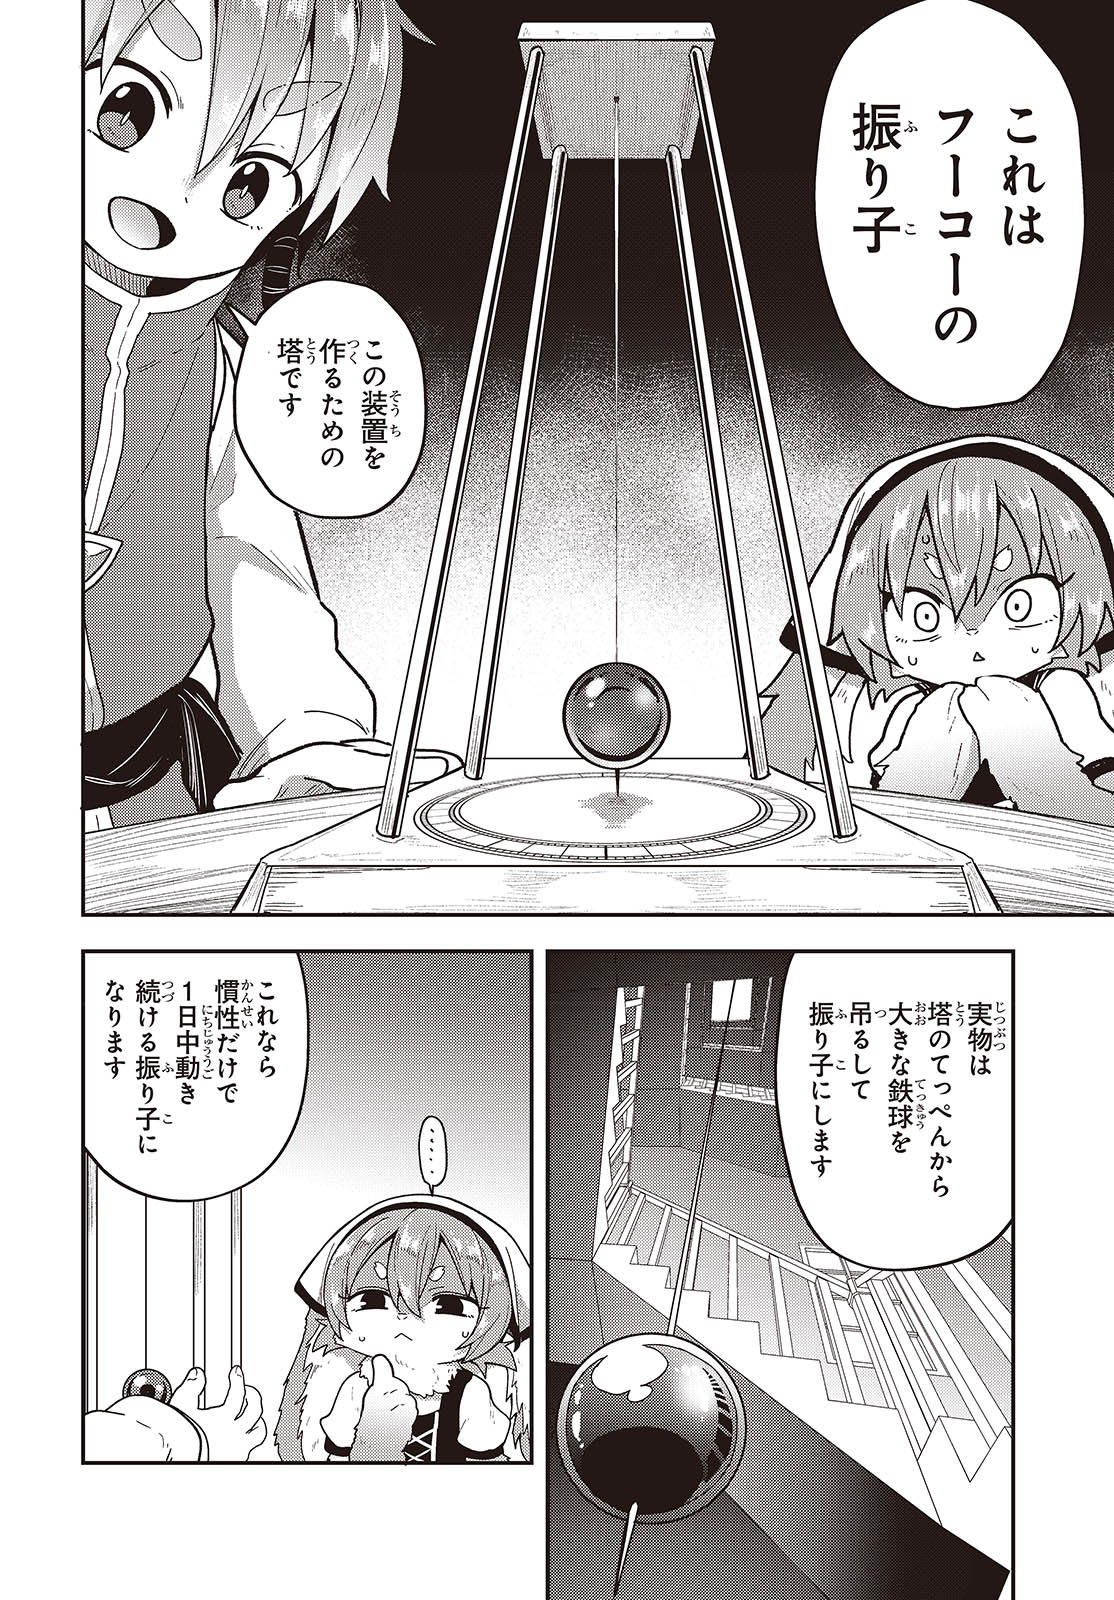 これは
フーコーの
振り子
この装置を
作るための
塔です
実物は
塔のてっぺんから
大きな鉄球を
吊るして
振り子にします
これなら
慣性だけで
1日中動き
続ける振り子に
なります
……